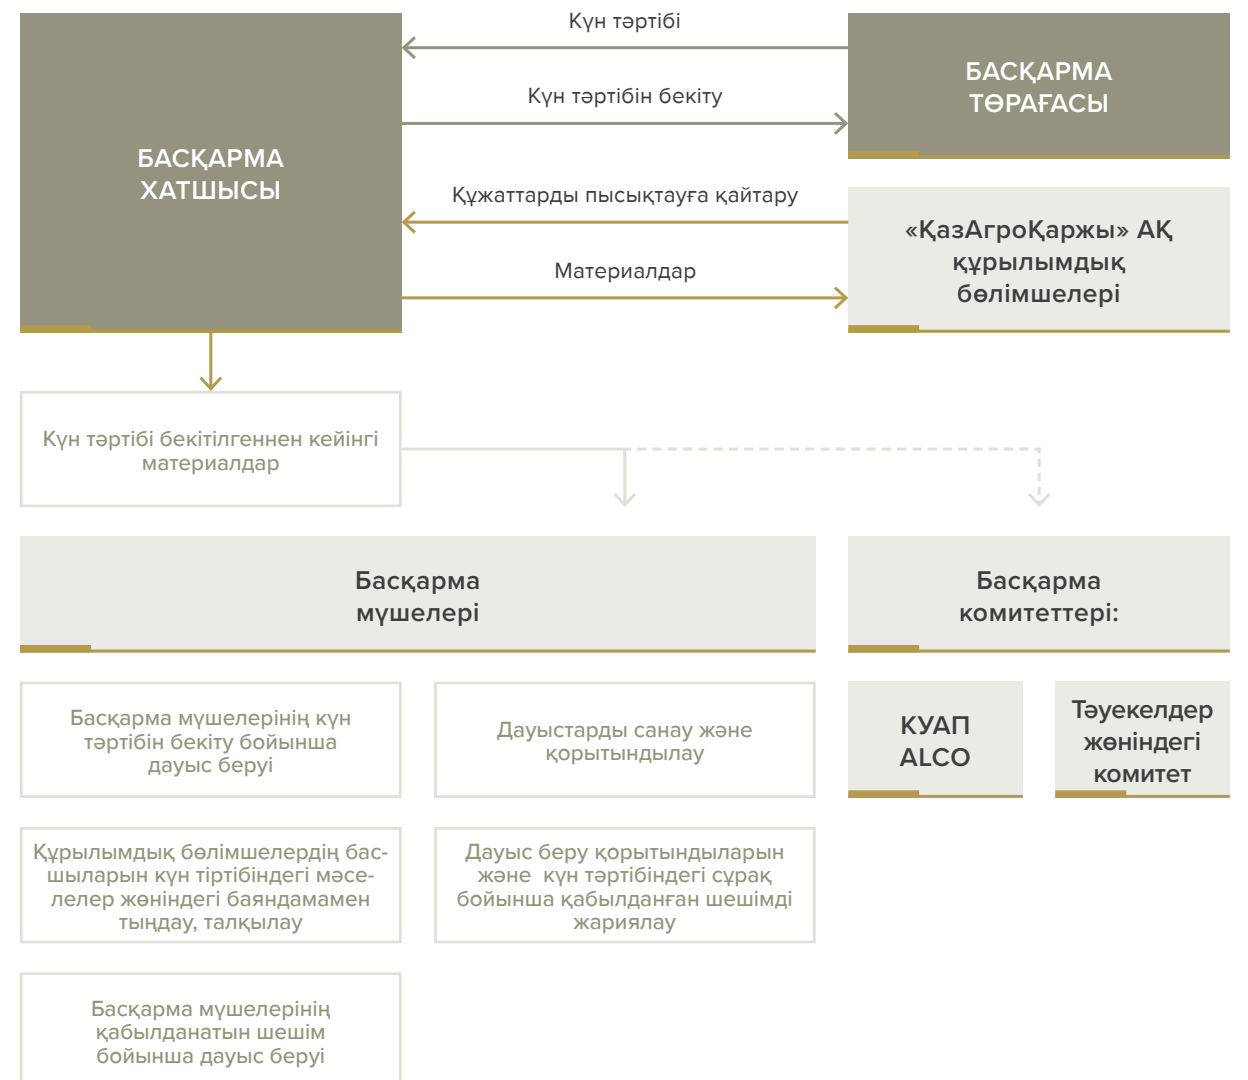 Күн тәртібі
БАСҚАРМА
ТӨРАҒАСЫ
Күн тәртібін бекіту
БАСҚАРМА
ХАТШЫСЫ
Құжаттарды пысықтауға қайтару
«ҚазАгроҚаржы» АҚ
құрылымдық
бөлімшелері
Материалдар
Күн тәртібі бекітілгеннен кейінгі
материалдар
Басқарма
мүшелері
Басқарма
комитеттері:
Басқарма мүшелерінің күн
тәртібін бекіту бойынша
дауыс беруі
Дауыстарды санау және
қорытындылау
КУАП
ALCO
Тәуекелдер
жөніндегі
комитет
Құрылымдық бөлімшелердің бас-
шыларын күн тіртібіндегі мәсе-
лелер жөніндегі баяндамамен
тыңдау, талқылау
Дауыс беру қорытындыларын
және күн тәртібіндегі сұрақ
бойынша қабылданған шешімді
жариялау
Басқарма мүшелерінің
қабылданатын шешім
бойынша дауыс беруі